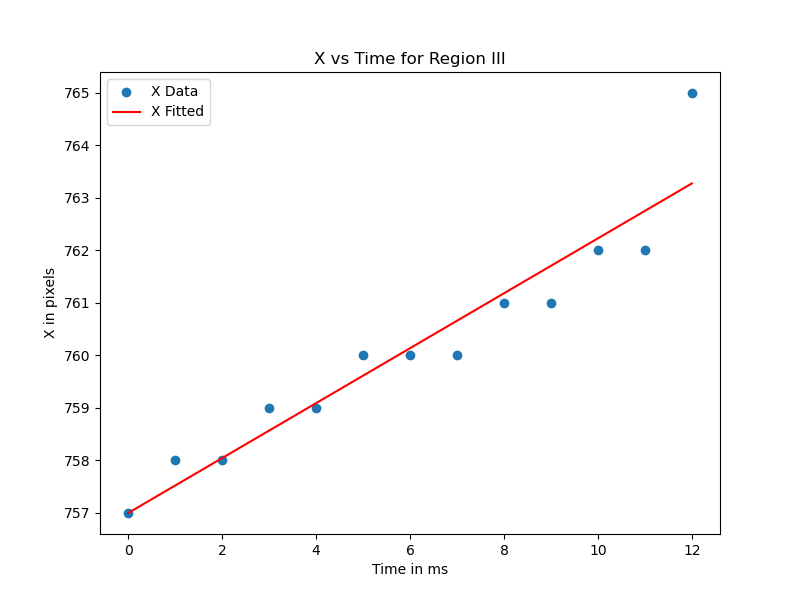 X vs Time for Region III
X Data
X Fitted
765
764
763
762
761
760
759
758
757
X in pixels
0 2 4 6 8 10 12
Time in ms